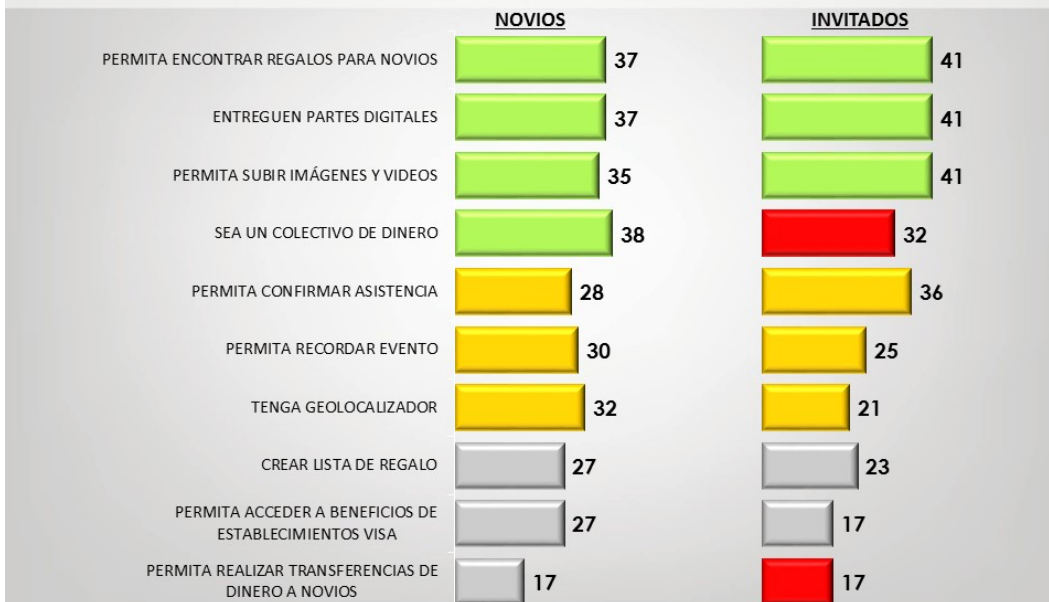 NOVIOS INVITADOS
PERMITA ENCONTRAR REGALOS PARA NOVIOS 37 41
ENTREGUEN PARTES DIGITALES 37 41
PERMITA SUBIR IMÁGENES Y VIDEOS 35 41
SEA UN COLECTIVO DE DINERO 38 32
PERMITA CONFIRMAR ASISTENCIA 28 36
PERMITA RECORDAR EVENTO 30 25
TENGA GEOLOCALIZADOR 32 21
CREAR LISTA DE REGALO 27 23
PERMITA ACCEDER A BENEFICIOS DE
ESTABLECIMIENTOS VISA 27 17
PERMITA REALIZAR TRANSFERENCIAS DE
DINERO A NOVIOS 17 17